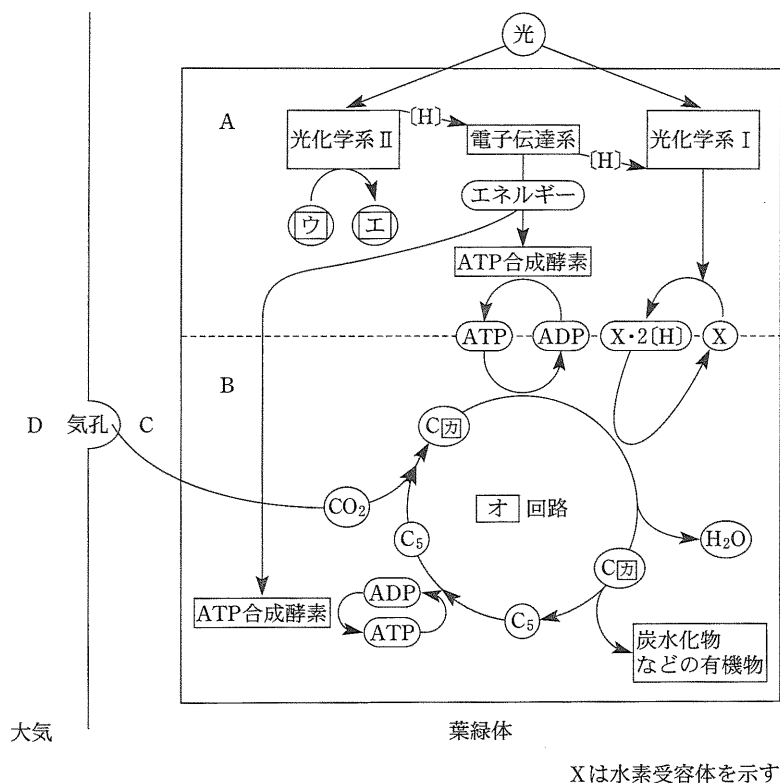 光
A
光化学系Ⅱ
〔H〕
電子伝達系
〔H〕
光化学系Ⅰ
ウ
エ
エネルギー
ATP合成酵素
ATP
ADP
X・2〔H〕
X
B
D
気孔
C
Cカ
CO₂
オ 回路
H₂O
C₅
Cカ
ADP
ATP合成酵素
ATP
C₅
炭水化物
などの有機物
大気
葉緑体
Xは水素受容体を示す